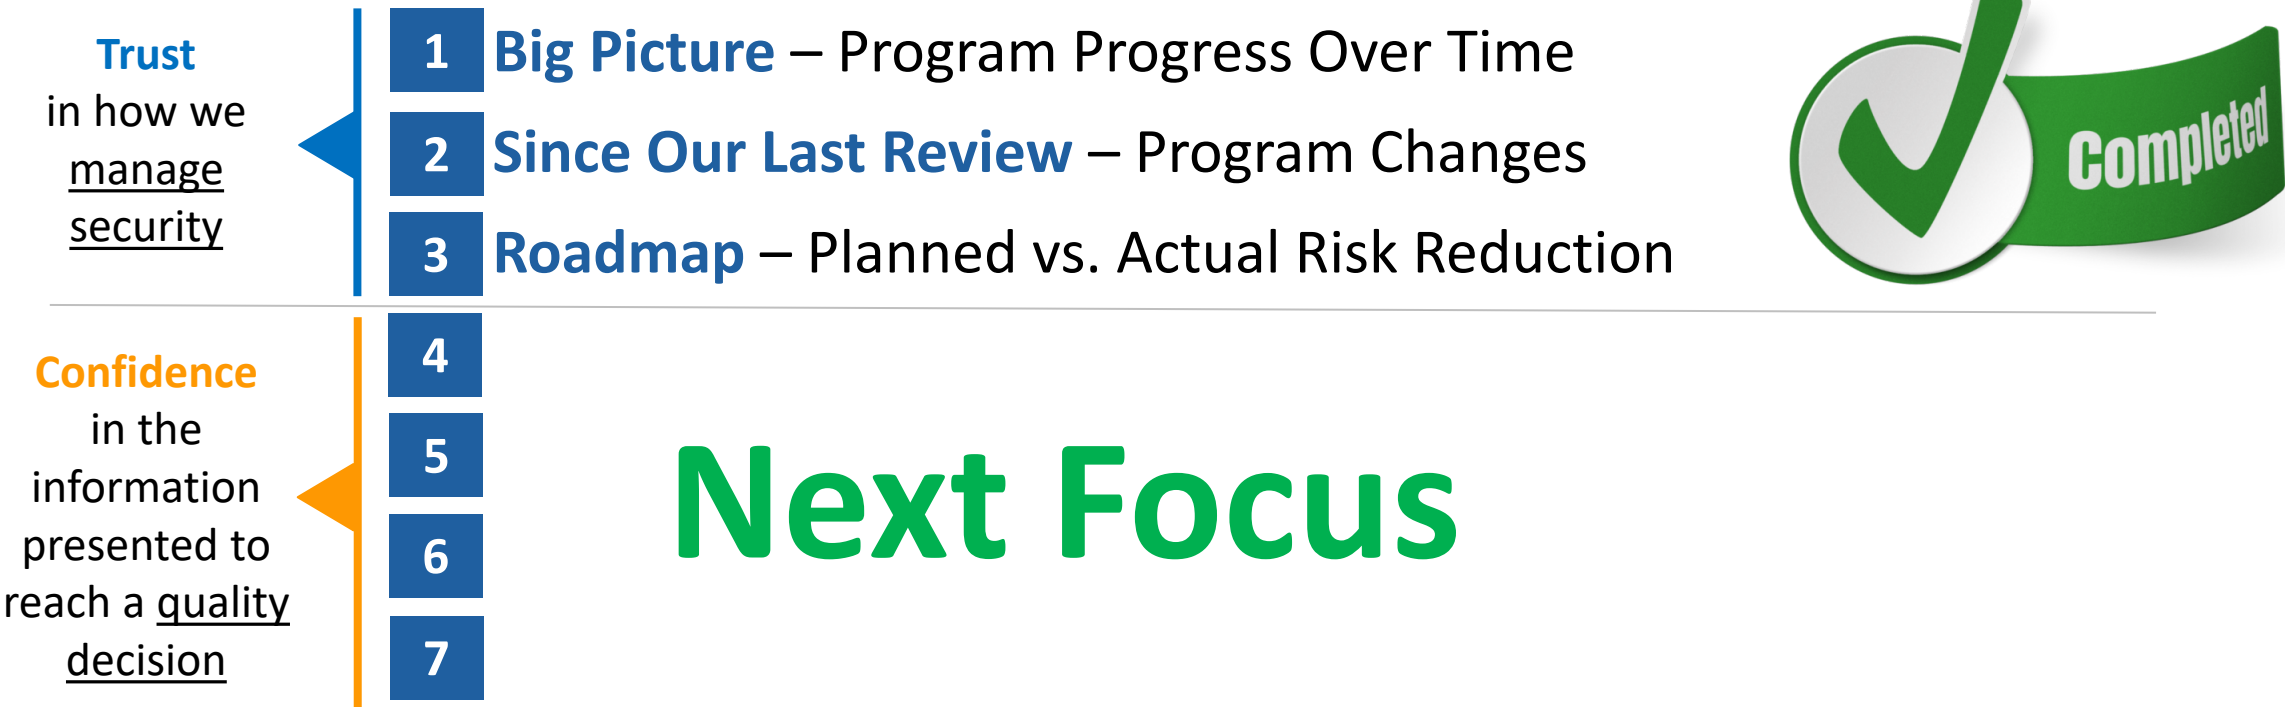 Trust
in how we
manage
security
1 Big Picture – Program Progress Over Time
2 Since Our Last Review – Program Changes
3 Roadmap – Planned vs. Actual Risk Reduction
Completed
Confidence
in the
information
presented to
reach a quality
decision
4
5
6
7
Next Focus